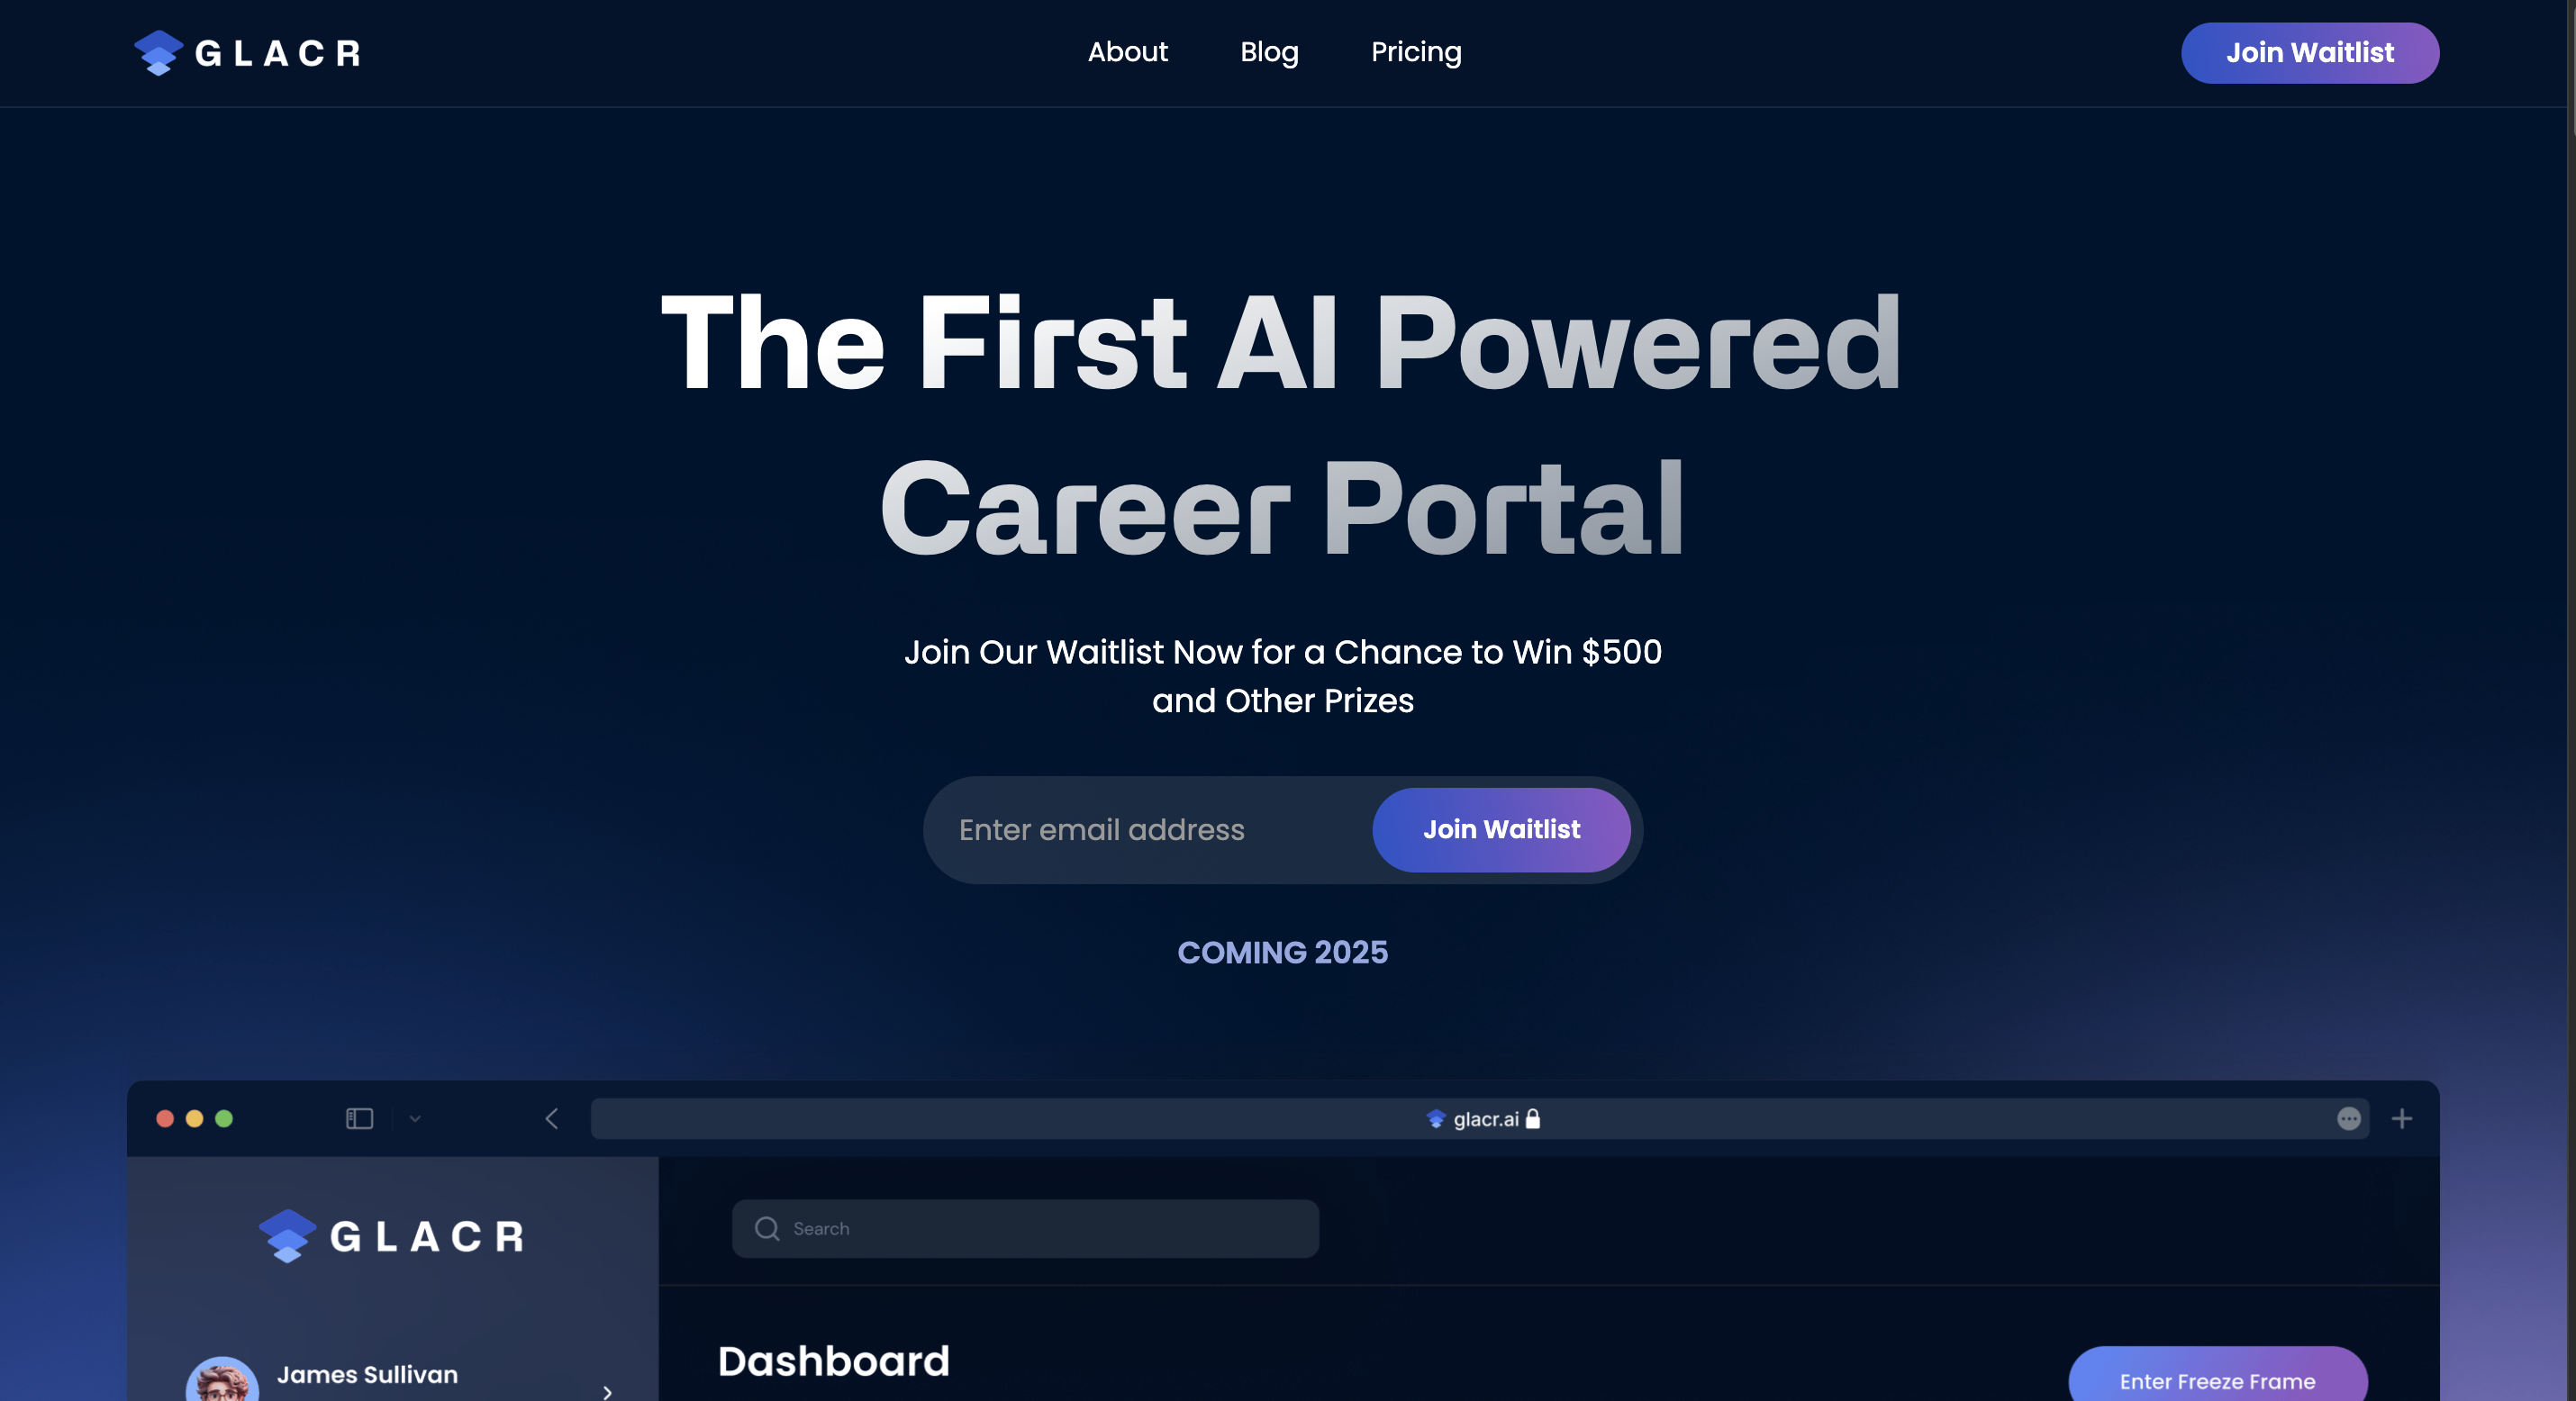 GLACR
About
Blog
Pricing
Join Waitlist
The First AI Powered
Career Portal
Join Our Waitlist Now for a Chance to Win $500
and Other Prizes
Enter email address
Join Waitlist
COMING 2025
glacr.ai
GLACR
Search
James Sullivan
Dashboard
Enter Freeze Frame